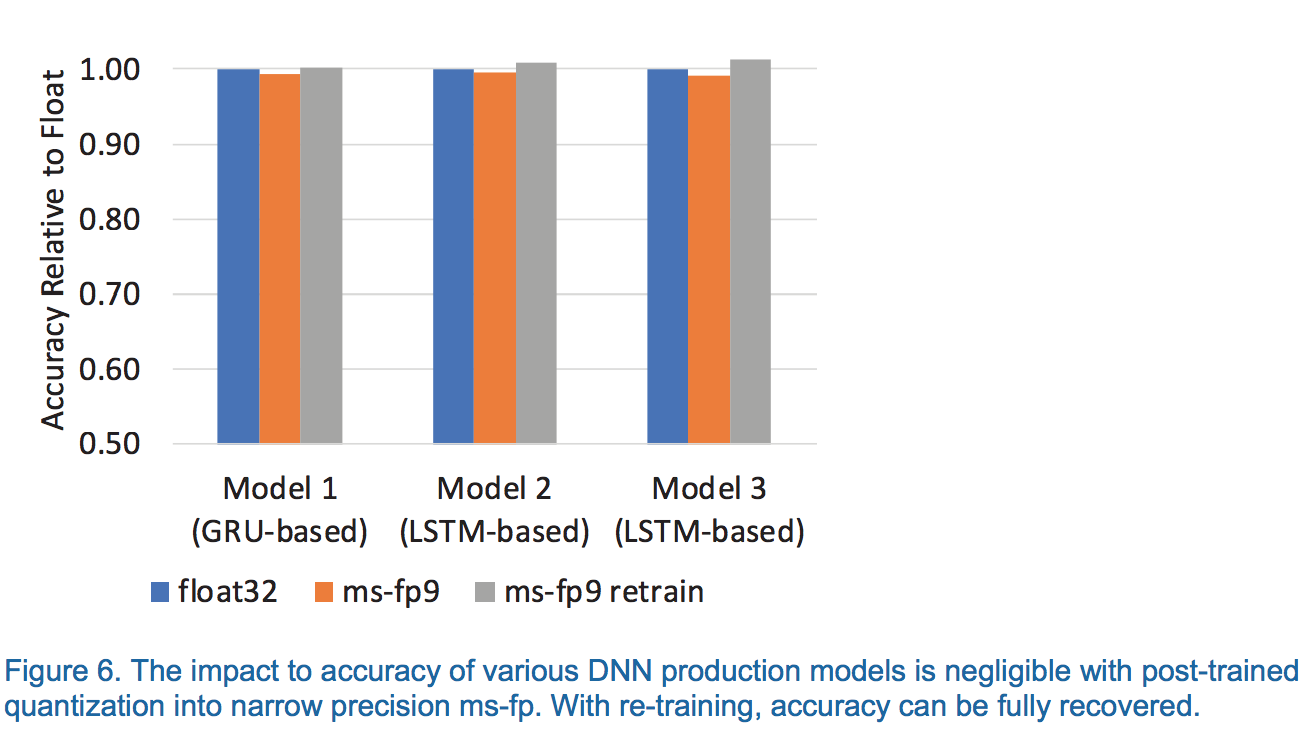 Accuracy Relative to Float
1.00
0.90
0.80
0.70
0.60
0.50
Model 1
(GRU-based)
Model 2
(LSTM-based)
Model 3
(LSTM-based)
float32
ms-fp9
ms-fp9 retrain
Figure 6. The impact to accuracy of various DNN production models is negligible with post-trained
quantization into narrow precision ms-fp. With re-training, accuracy can be fully recovered.